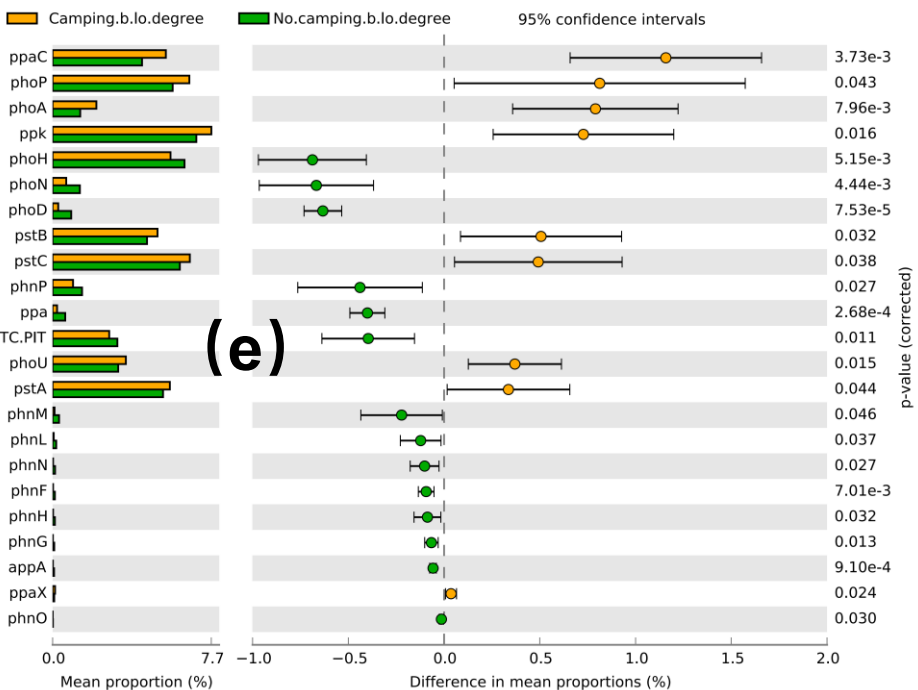 Camping.b.lo.degree No.camping.b.lo.degree 95% confidence intervals
ppaC 3.73e-3
phoP 0.043
phoA 7.96e-3
ppk 0.016
phoH 5.15e-3
phoN 4.44e-3
phoD 7.53e-5
pstB 0.032
pstC 0.038
phnP 0.027
ppa 2.68e-4
TC.PIT 0.011
(e)
phoU 0.015
pstA 0.044
phnM 0.046
phnL 0.037
phnN 0.027
phnF 7.01e-3
phnH 0.032
phnG 0.013
appA 9.10e-4
ppaX 0.024
phnO 0.030
p-value (corrected)
0.0 7.7 −1.0 −0.5 0.0 0.5 1.0 1.5 2.0
Mean proportion (%) Difference in mean proportions (%)